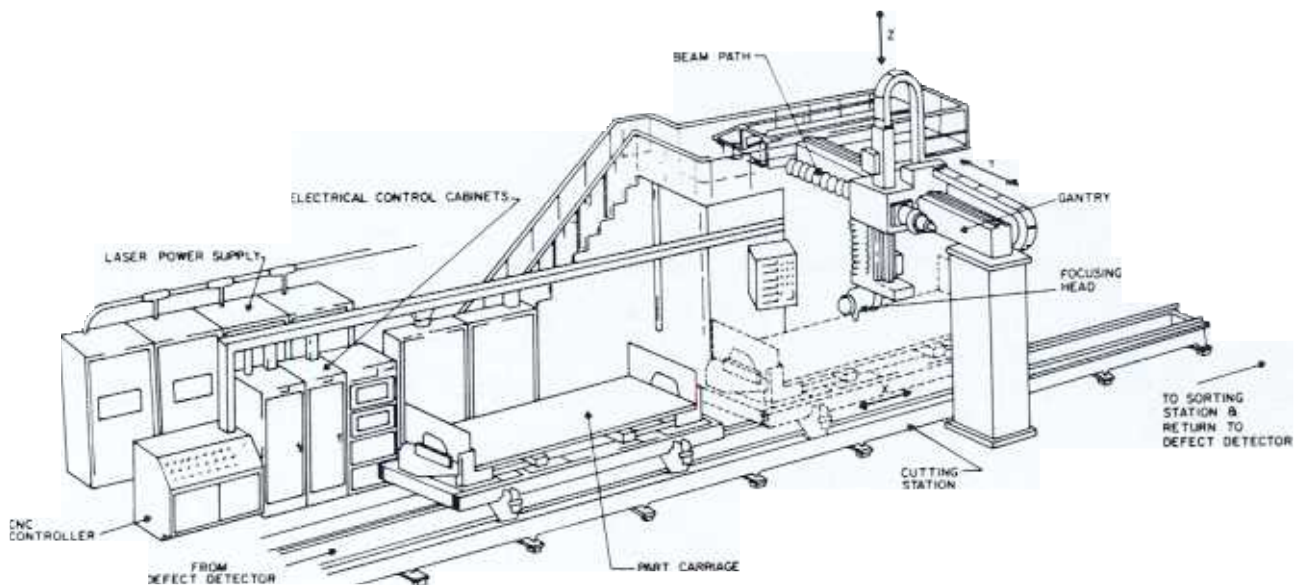 Z
BEAM PATH
Y
ELECTRICAL CONTROL CABINETS
GANTRY
LASER POWER SUPPLY
FOCUSING
HEAD
X
TO SORTING
STATION &
RETURN TO
DEFECT DETECTOR
CUTTING
STATION
CNC
CONTROLLER
FROM
DEFECT DETECTOR
PART CARRIAGE